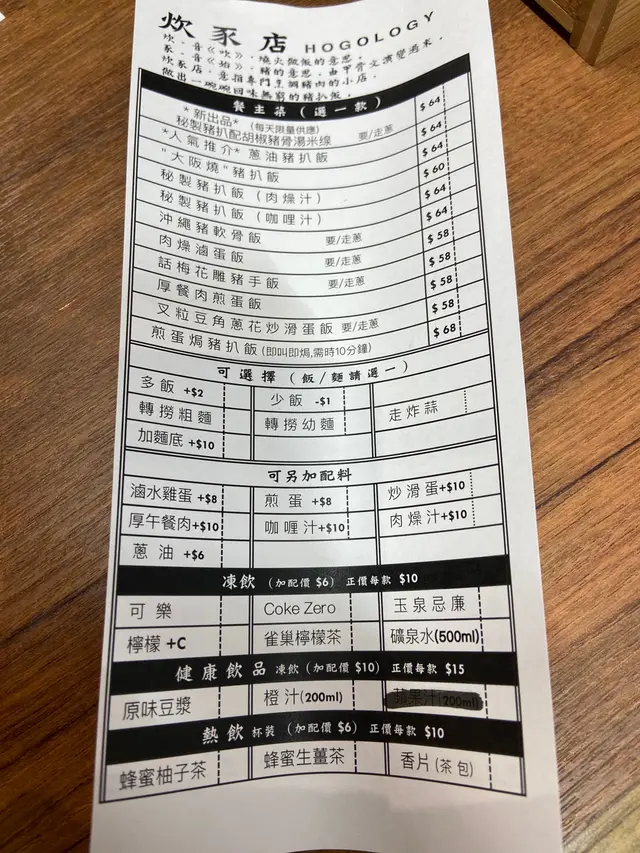 炊豕店 HOGOLOGY
炊．音《吹》．燒火做飯的意思。
豕．音《始》．豬的意思．由甲骨文演變過來．
炊豕店．意指專門烹調豬肉的小店．
做出一碗碗回味無窮的豬扒飯．
餐主菜 (選一款)
*新出品* (每天限量供應) $64
秘製豬扒配胡椒豬骨湯米線 要/走蔥
*人氣推介* 蔥油豬扒飯 $64
"大阪燒"豬扒飯 $64
秘製豬扒飯 (肉燥汁) $60
秘製豬扒飯 (咖喱汁) $64
沖繩豬軟骨飯 要/走蔥 $64
肉燥滷蛋飯 要/走蔥 $58
話梅花雕豬手飯 要/走蔥 $58
厚餐肉煎蛋飯 $58
叉粒豆角蔥花炒滑蛋飯 要/走蔥 $58
煎蛋焗豬扒飯 (即叫即焗,需時10分鐘) $68
可選擇 (飯/麵請選一)
多飯 +$2 少飯 -$1 走炸蒜
轉撈粗麵 轉撈幼麵
加麵底 +$10
可另加配料
滷水雞蛋 +$8 煎蛋 +$8 炒滑蛋+$10
厚午餐肉+$10 咖喱汁+$10 肉燥汁+$10
蔥油 +$6
凍飲 (加配價 $6) 正價每款 $10
可樂 Coke Zero 玉泉忌廉
檸檬 +C 雀巢檸檬茶 礦泉水(500ml)
健康飲品 凍飲 (加配價 $10) 正價每款 $15
原味豆漿 橙汁(200ml) 蘋果汁(200ml)
熱飲 杯裝 (加配價 $6) 正價每款 $10
蜂蜜柚子茶 蜂蜜生薑茶 香片(茶包)